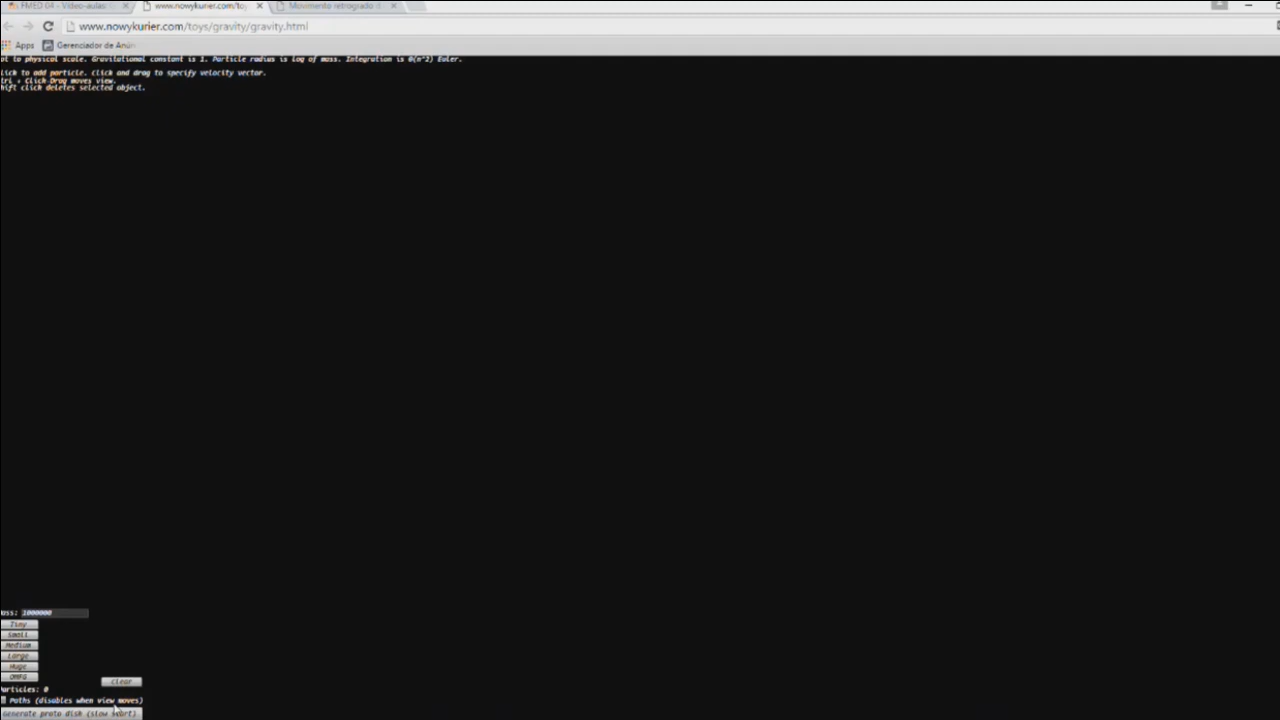 FMED 04 - Vídeo-aulas
www.nowykurier.com/toy
Movimento retrógrado d
www.nowykurier.com/toys/gravity/gravity.html
Apps
Gerenciador de Anún
ot to physical scale. Gravitational constant is 1. Particle radius is log of mass. Integration is O(n^2) Euler.
lick to add particle. click and drag to specify velocity vector.
trl + Click Drag moves view.
hift click deletes selected object.
ass: 1000000
Tiny
Small
Medium
Large
Huge
OMFG
clear
articles: 0
Paths (disables when view moves)
Generate proto disk (slow start)